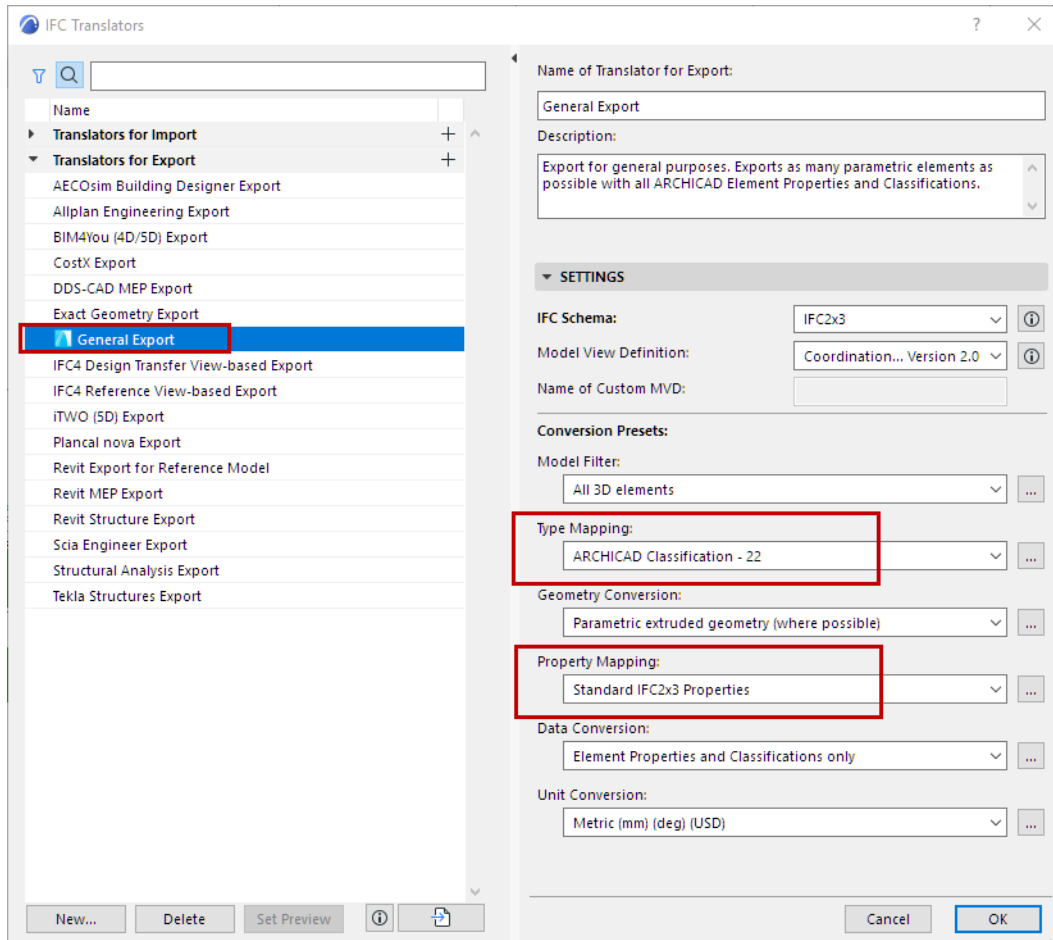 IFC Translators
?
Name
Translators for Import
Translators for Export
AECOsim Building Designer Export
Allplan Engineering Export
BIM4You (4D/5D) Export
CostX Export
DDS-CAD MEP Export
Exact Geometry Export
General Export
IFC4 Design Transfer View-based Export
IFC4 Reference View-based Export
iTWO (5D) Export
Plancal nova Export
Revit Export for Reference Model
Revit MEP Export
Revit Structure Export
Scia Engineer Export
Structural Analysis Export
Tekla Structures Export
New...
Delete
Set Preview
Name of Translator for Export:
General Export
Description:
Export for general purposes. Exports as many parametric elements as
possible with all ARCHICAD Element Properties and Classifications.
SETTINGS
IFC Schema:
IFC2x3
Model View Definition:
Coordination... Version 2.0
Name of Custom MVD:
Conversion Presets:
Model Filter:
All 3D elements
...
Type Mapping:
ARCHICAD Classification - 22
...
Geometry Conversion:
Parametric extruded geometry (where possible)
...
Property Mapping:
Standard IFC2x3 Properties
...
Data Conversion:
Element Properties and Classifications only
...
Unit Conversion:
Metric (mm) (deg) (USD)
...
Cancel
OK